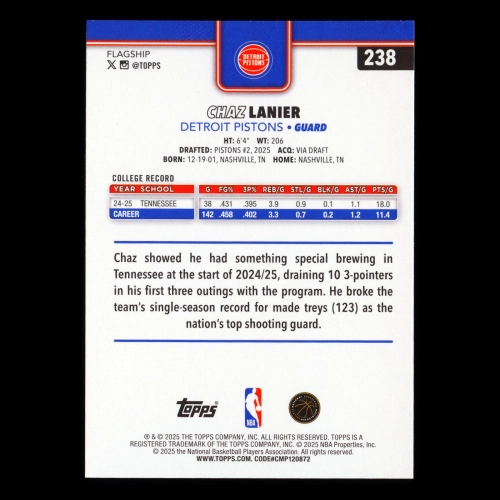 FLAGSHIP
X @TOPPS
DETROIT
PISTONS
238
CHAZ LANIER
DETROIT PISTONS • GUARD
HT: 6'4" WT: 206
DRAFTED: PISTONS #2, 2025 ACQ: VIA DRAFT
BORN: 12-19-01, NASHVILLE, TN HOME: NASHVILLE, TN
COLLEGE RECORD
YEAR SCHOOL G FG% 3P% REB/G STL/G BLK/G AST/G PTS/G
24-25 TENNESSEE 38 .431 .395 3.9 0.9 0.1 1.1 18.0
CAREER 142 .458 .402 3.3 0.7 0.2 1.2 11.4
Chaz showed he had something special brewing in
Tennessee at the start of 2024/25, draining 10 3-pointers
in his first three outings with the program. He broke the
team's single-season record for made treys (123) as the
nation's top shooting guard.
Topps
NBA
® & © 2025 THE TOPPS COMPANY, INC. ALL RIGHTS RESERVED. TOPPS IS A
REGISTERED TRADEMARK OF THE TOPPS COMPANY, INC. © 2025 NBA Properties, Inc.
© 2025 the National Basketball Players Association. All rights reserved.
WWW.TOPPS.COM. CODE#CMP120872